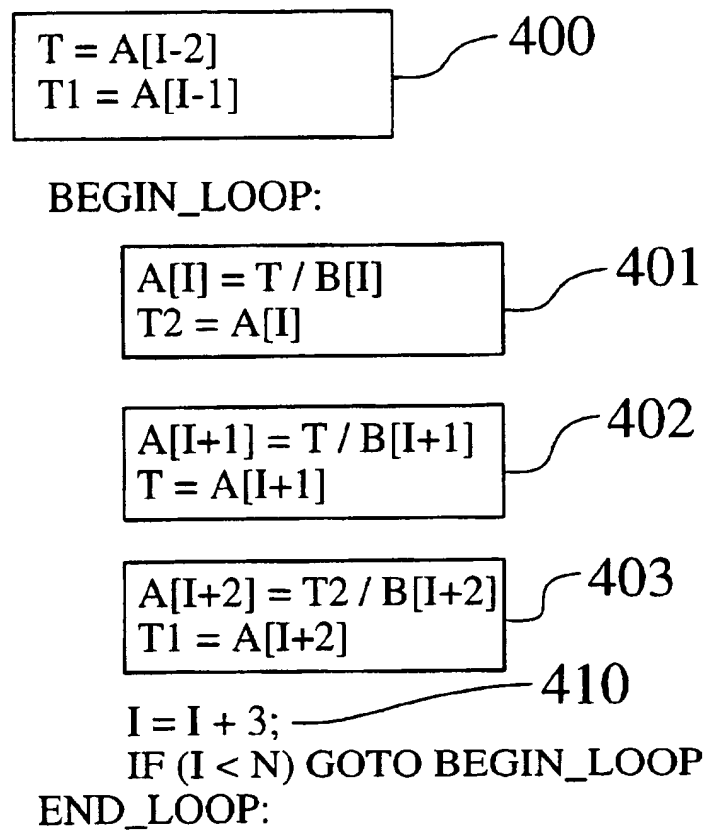 T = A[I-2] 400
T1 = A[I-1]
BEGIN_LOOP:
A[I] = T / B[I] 401
T2 = A[I]
A[I+1] = T / B[I+1] 402
T = A[I+1]
A[I+2] = T2 / B[I+2] 403
T1 = A[I+2]
410
I = I + 3;
IF (I < N) GOTO BEGIN_LOOP
END_LOOP: